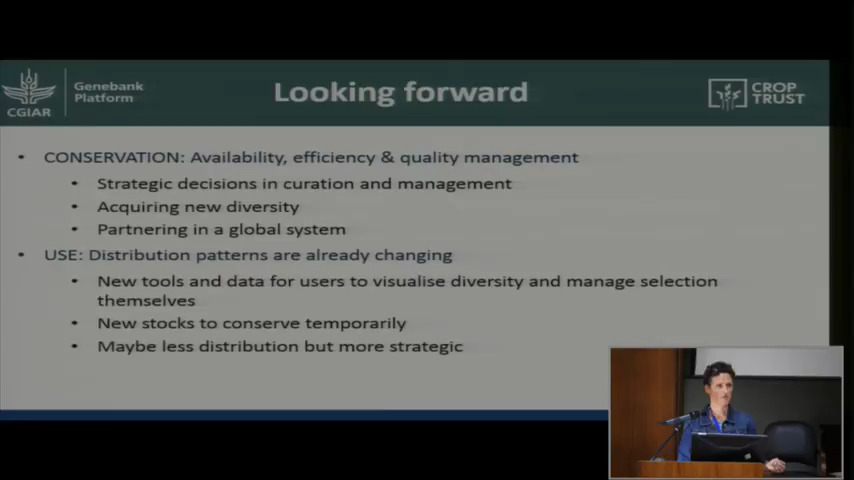 CGIAR
Genebank
Platform
Looking forward
CROP
TRUST
• CONSERVATION: Availability, efficiency & quality management
• Strategic decisions in curation and management
• Acquiring new diversity
• Partnering in a global system
• USE: Distribution patterns are already changing
• New tools and data for users to visualise diversity and manage selection
themselves
• New stocks to conserve temporarily
• Maybe less distribution but more strategic